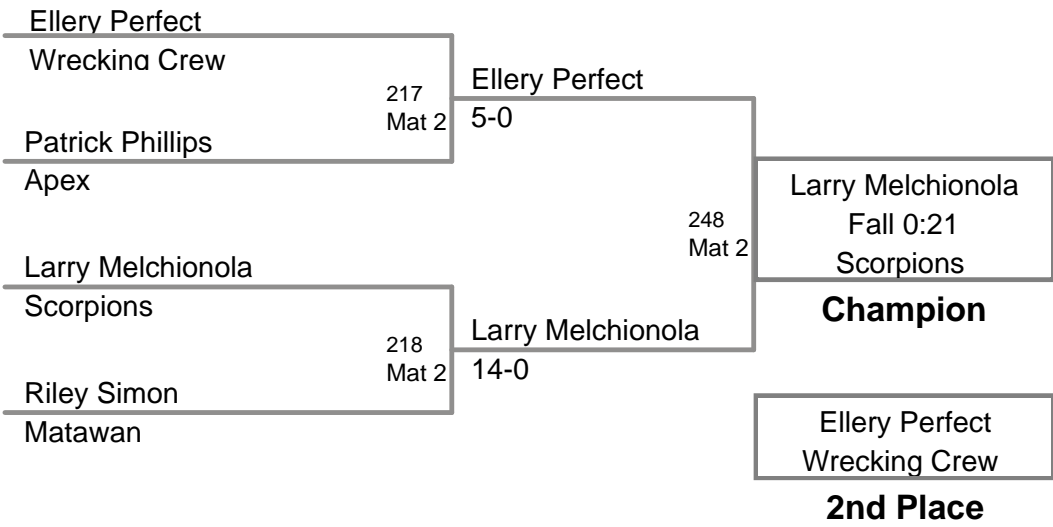 Ellery Perfect
Wrecking Crew
217
Mat 2
Patrick Phillips
Apex
Ellery Perfect
5-0
Larry Melchionola
Scorpions
218
Mat 2
Riley Simon
Matawan
Larry Melchionola
14-0
248
Mat 2
Larry Melchionola
Fall 0:21
Scorpions
Champion
Ellery Perfect
Wrecking Crew
2nd Place